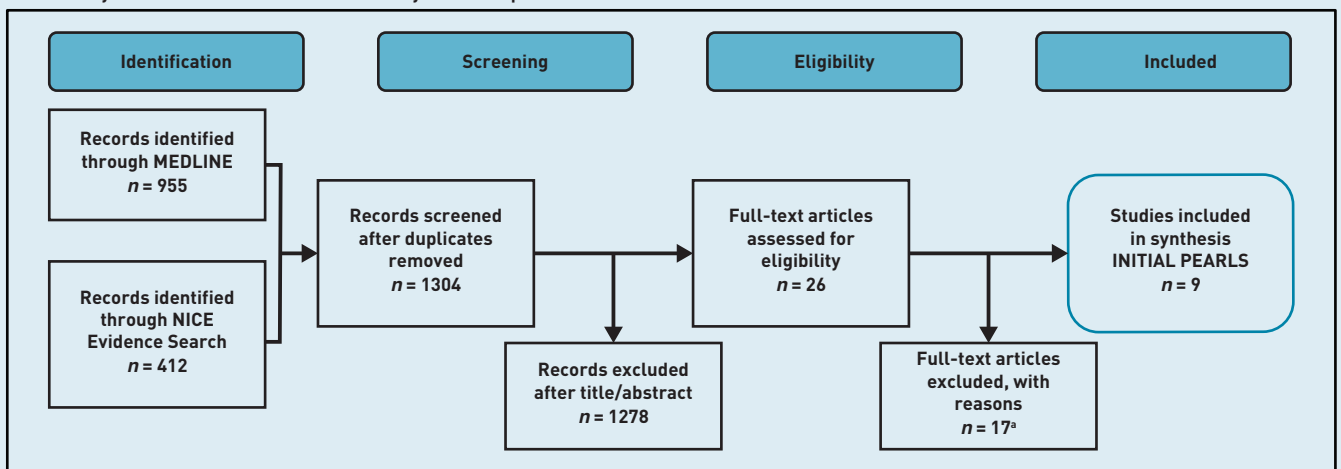 Identification
Screening
Eligibility
Included
Records identified
through MEDLINE
n = 955
Records identified
through NICE
Evidence Search
n = 412
Records screened
after duplicates
removed
n = 1304
Records excluded
after title/abstract
n = 1278
Full-text articles
assessed for
eligibility
n = 26
Full-text articles
excluded, with
reasons
n = 17ᵃ
Studies included
in synthesis
INITIAL PEARLS
n = 9